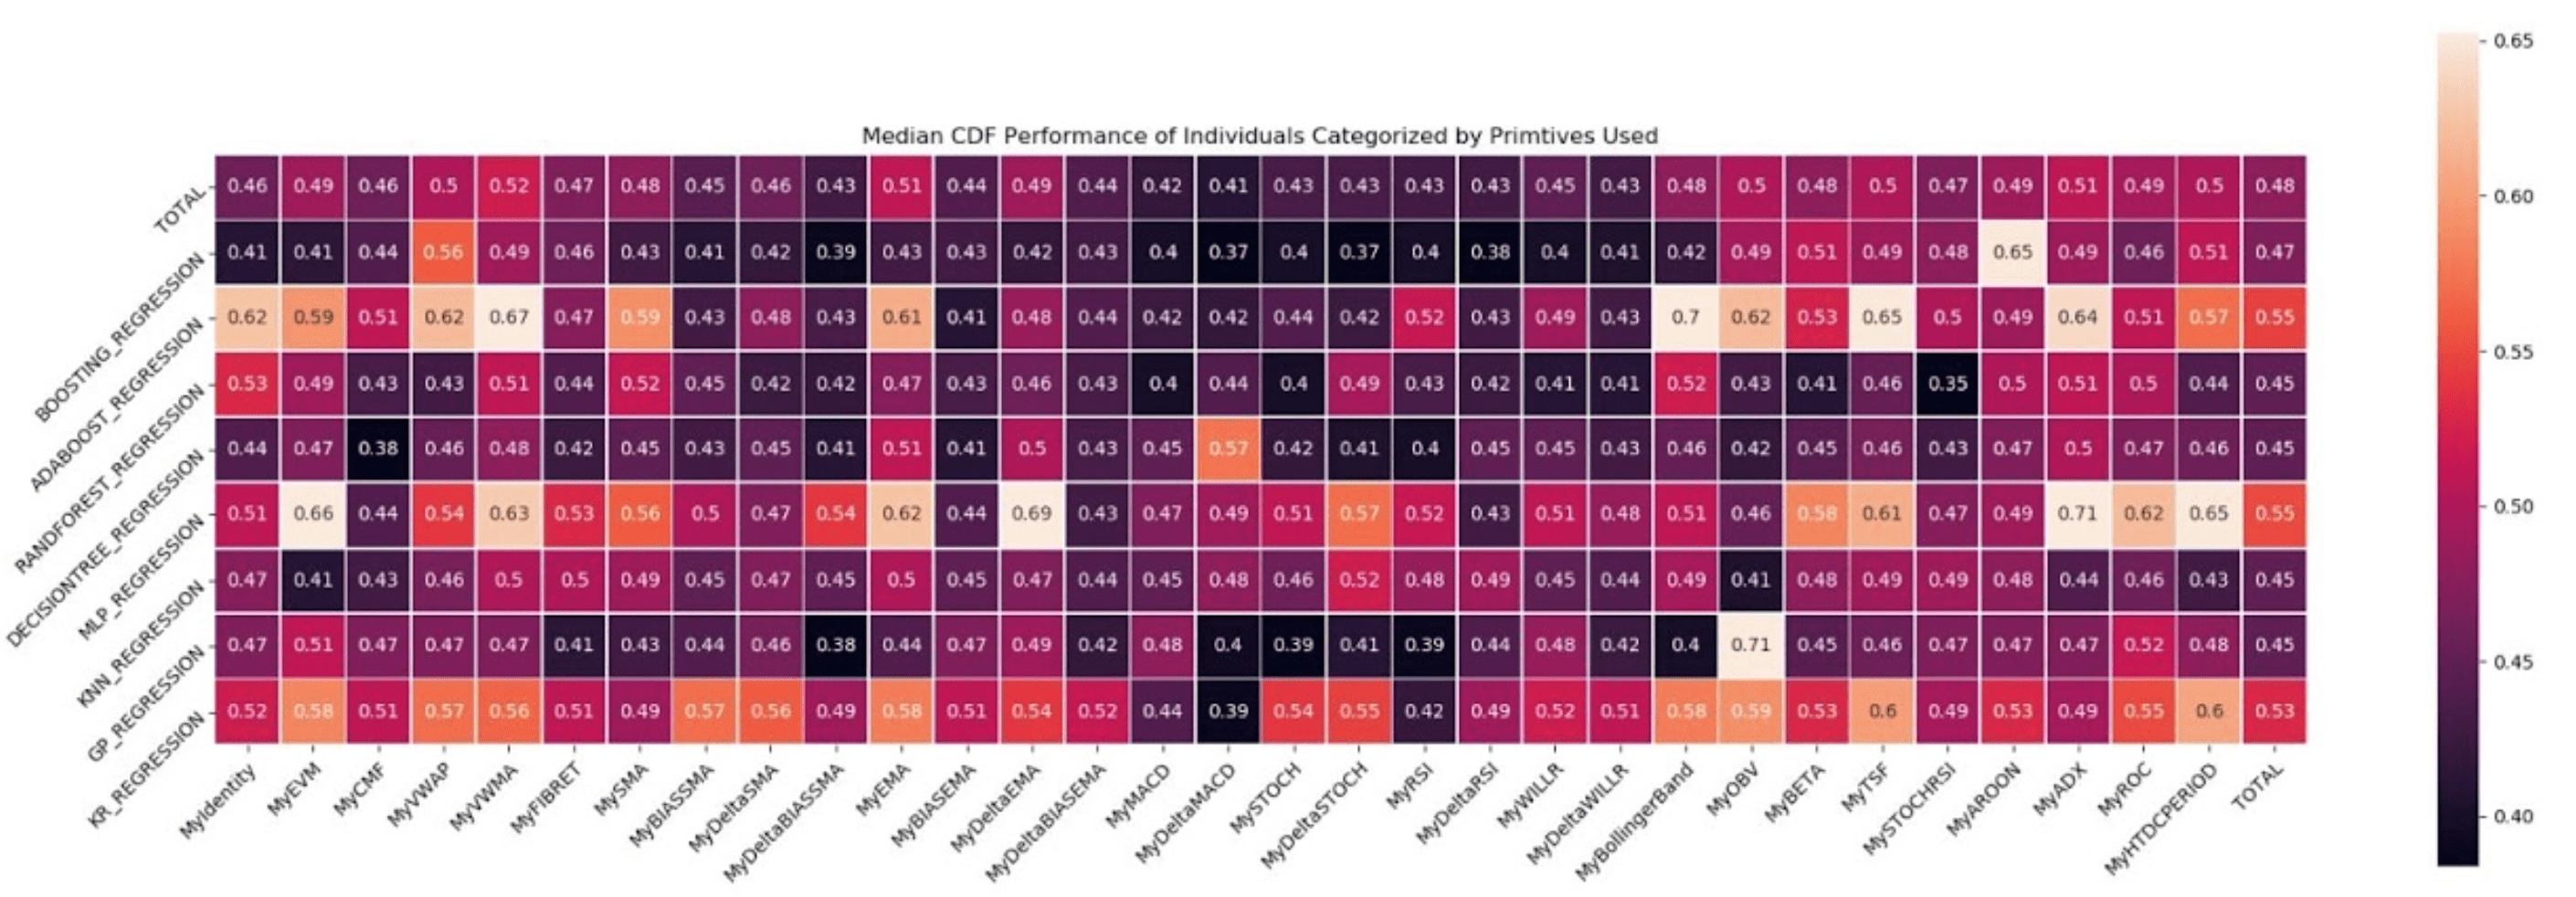 Median CDF Performance of Individuals Categorized by Primtives Used
TOTAL 0.46 0.49 0.46 0.5 0.52 0.47 0.48 0.45 0.46 0.43 0.51 0.44 0.49 0.44 0.42 0.41 0.43 0.43 0.43 0.43 0.45 0.43 0.48 0.5 0.48 0.5 0.47 0.49 0.51 0.49 0.5 0.48
BOOSTING_REGRESSION 0.41 0.41 0.44 0.56 0.49 0.46 0.43 0.41 0.42 0.39 0.43 0.43 0.42 0.43 0.4 0.37 0.4 0.37 0.4 0.38 0.4 0.41 0.42 0.49 0.51 0.49 0.48 0.65 0.49 0.46 0.51 0.47
ADABOOST_REGRESSION 0.62 0.59 0.51 0.62 0.67 0.47 0.59 0.43 0.48 0.43 0.61 0.41 0.48 0.44 0.42 0.42 0.44 0.42 0.52 0.43 0.49 0.43 0.7 0.62 0.53 0.65 0.5 0.49 0.64 0.51 0.57 0.55
RANDFOREST_REGRESSION 0.53 0.49 0.43 0.43 0.51 0.44 0.52 0.45 0.42 0.42 0.47 0.43 0.46 0.43 0.4 0.44 0.4 0.49 0.43 0.42 0.41 0.41 0.52 0.43 0.41 0.46 0.35 0.5 0.51 0.5 0.44 0.45
DECISIONTREE_REGRESSION 0.44 0.47 0.38 0.46 0.48 0.42 0.45 0.43 0.45 0.41 0.51 0.41 0.5 0.43 0.45 0.57 0.42 0.41 0.4 0.45 0.45 0.43 0.46 0.42 0.45 0.46 0.43 0.47 0.5 0.47 0.46 0.45
MLP_REGRESSION 0.51 0.66 0.44 0.54 0.63 0.53 0.56 0.5 0.47 0.54 0.62 0.44 0.69 0.43 0.47 0.49 0.51 0.57 0.52 0.43 0.51 0.48 0.51 0.46 0.58 0.61 0.47 0.49 0.71 0.62 0.65 0.55
KNN_REGRESSION 0.47 0.41 0.43 0.46 0.5 0.5 0.49 0.45 0.47 0.45 0.5 0.45 0.47 0.44 0.45 0.48 0.46 0.52 0.48 0.49 0.45 0.44 0.49 0.41 0.48 0.49 0.49 0.48 0.44 0.46 0.43 0.45
GP_REGRESSION 0.47 0.51 0.47 0.47 0.47 0.41 0.43 0.44 0.46 0.38 0.44 0.47 0.49 0.42 0.48 0.4 0.39 0.41 0.39 0.44 0.48 0.42 0.4 0.71 0.45 0.46 0.47 0.47 0.47 0.52 0.48 0.45
KR_REGRESSION 0.52 0.58 0.51 0.57 0.56 0.51 0.49 0.57 0.56 0.49 0.58 0.51 0.54 0.52 0.44 0.39 0.54 0.55 0.42 0.49 0.52 0.51 0.58 0.59 0.53 0.6 0.49 0.53 0.49 0.55 0.6 0.53
MyIdentity MyEVM MyCMF MyVWAP MyVWMA MyFIBRET MySMA MyBIASSMA MyDeltaSMA MyDeltaBIASSMA MyEMA MyBIASEMA MyDeltaEMA MyDeltaBIASEMA MyMACD MyDeltaMACD MySTOCH MyDeltaSTOCH MyRSI MyDeltaRSI MyWILLR MyDeltaWILLR MyBollingerBand MyOBV MyBETA MyTSF MySTOCHRSI MyAROON MyADX MyROC MyHTDCPERIOD TOTAL
0.65
0.60
0.55
0.50
0.45
0.40